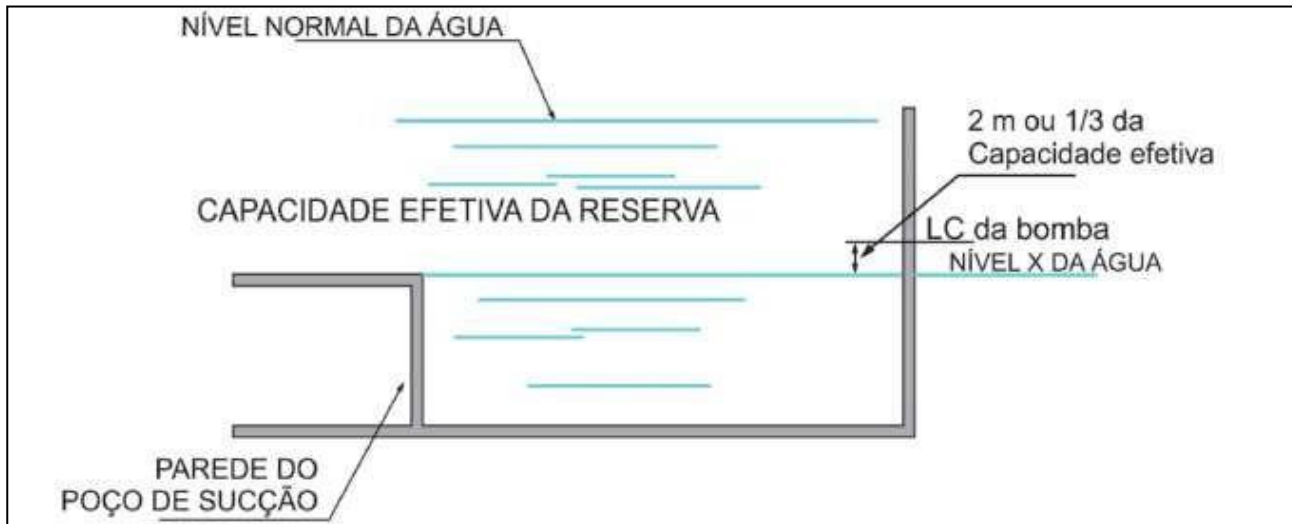 NÍVEL NORMAL DA ÁGUA
2 m ou 1/3 da
Capacidade efetiva
CAPACIDADE EFETIVA DA RESERVA
LC da bomba
NÍVEL X DA ÁGUA
PAREDE DO
POÇO DE SUCÇÃO